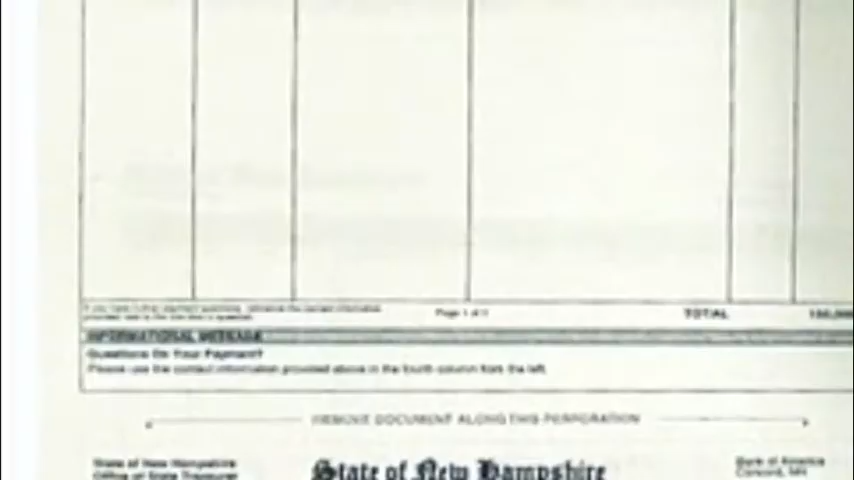 Page 1 of 1
TOTAL
INFORMATIONAL MESSAGE
Questions On Your Payment?
Please use the contact information provided above in the fourth column from the left.
REMOVE DOCUMENT ALONG THIS PERFORATION
State of New Hampshire
Office of State Treasurer
State of New Hampshire
Bank of America
Concord, NH